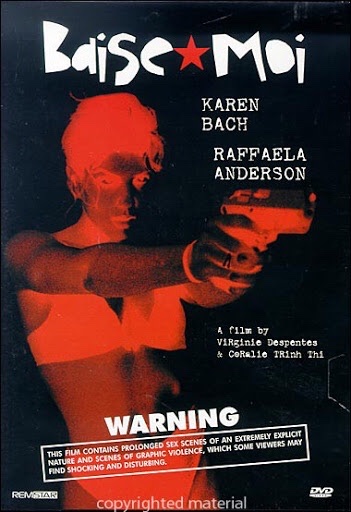 Baise★Moi
KAREN
BACH
RAFFAELA
ANDERSON
A film by
ViRginie Despentes
& CoRalie TRinh Thi
WARNING
THIS FILM CONTAINS PROLONGED SEX SCENES OF AN EXTREMELY EXPLICIT
NATURE AND SCENES OF GRAPHIC VIOLENCE, WHICH SOME VIEWERS MAY
FIND SHOCKING AND DISTURBING.
REMSTAR
DVD
copyrighted material